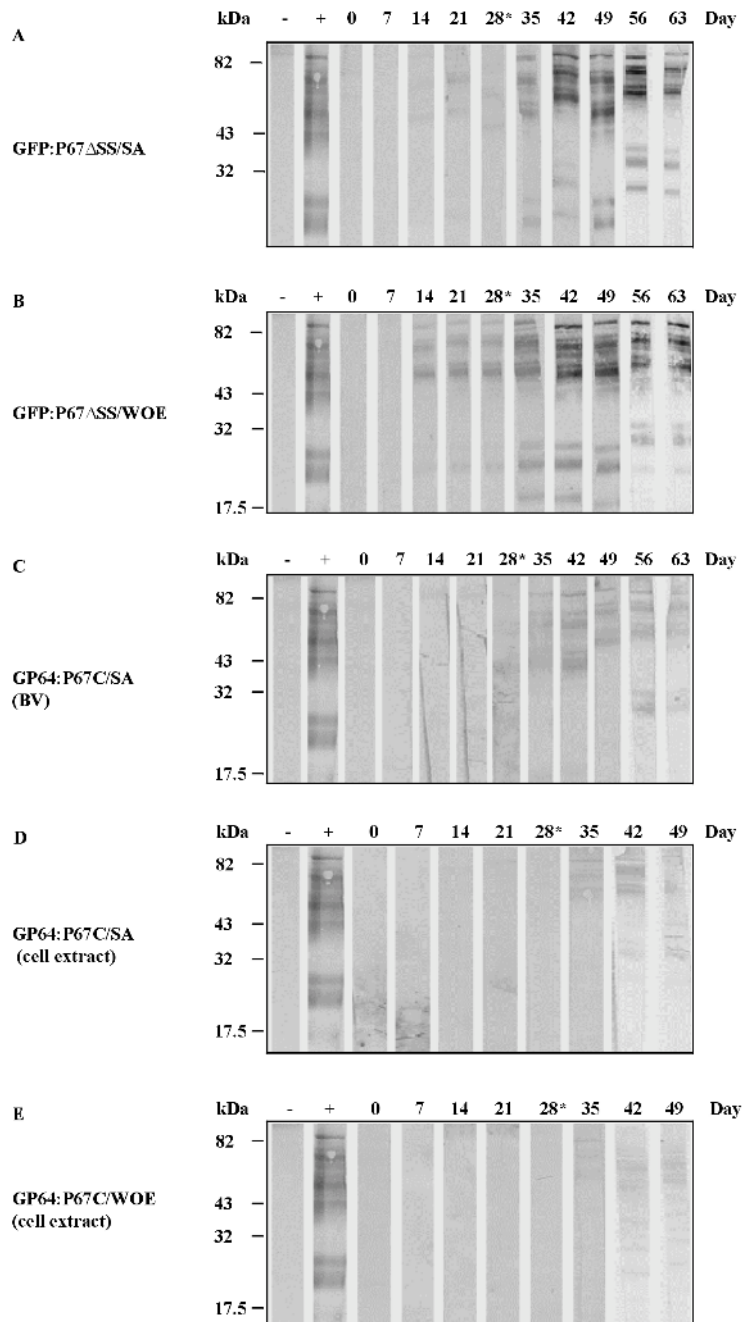 A
kDa - + 0 7 14 21 28* 35 42 49 56 63 Day
82
43
32
GFP:P67ΔSS/SA
B
kDa - + 0 7 14 21 28* 35 42 49 56 63 Day
82
43
32
17.5
GFP:P67ΔSS/WOE
C
kDa - + 0 7 14 21 28* 35 42 49 56 63 Day
82
43
32
17.5
GP64:P67C/SA
(BV)
D
kDa - + 0 7 14 21 28* 35 42 49 Day
82
43
32
17.5
GP64:P67C/SA
(cell extract)
E
kDa - + 0 7 14 21 28* 35 42 49 Day
82
43
32
17.5
GP64:P67C/WOE
(cell extract)